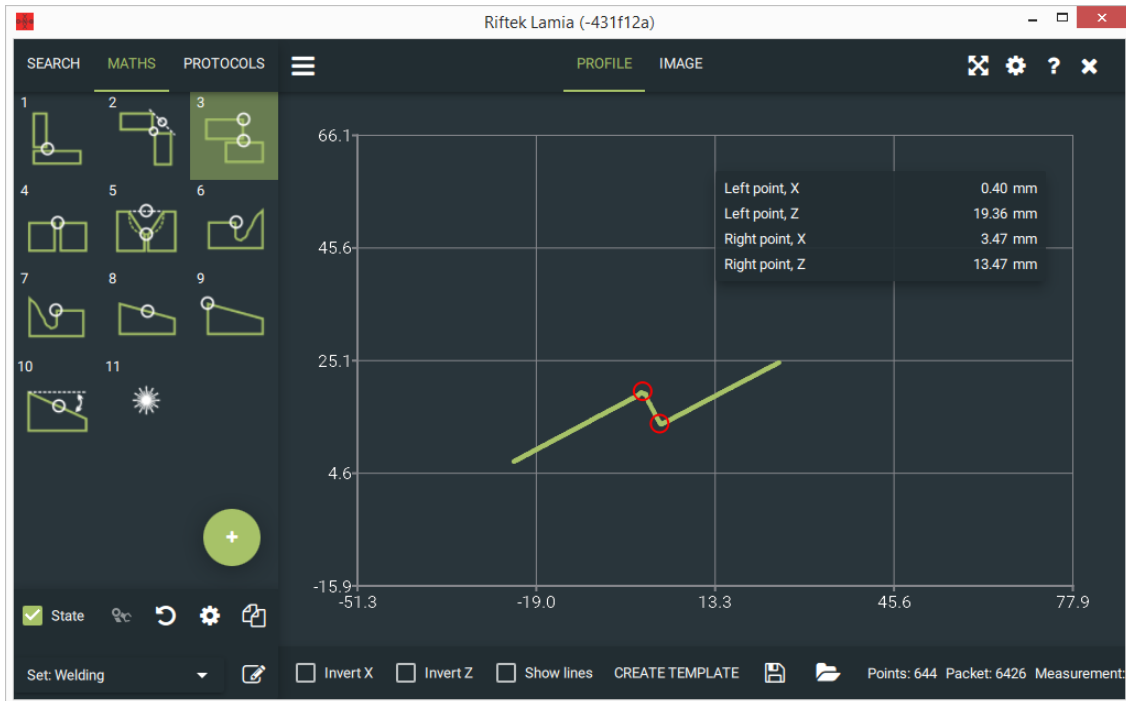 Riftek Lamia (-431f12a)
SEARCH MATHS PROTOCOLS
PROFILE IMAGE
?
1 2 3
4 5 6
7 8 9
10 11
+
State
Set: Welding
66.1
45.6
25.1
4.6
-15.9
-51.3 -19.0 13.3 45.6 77.9
Left point, X 0.40 mm
Left point, Z 19.36 mm
Right point, X 3.47 mm
Right point, Z 13.47 mm
Invert X Invert Z Show lines CREATE TEMPLATE Points: 644 Packet: 6426 Measurement: